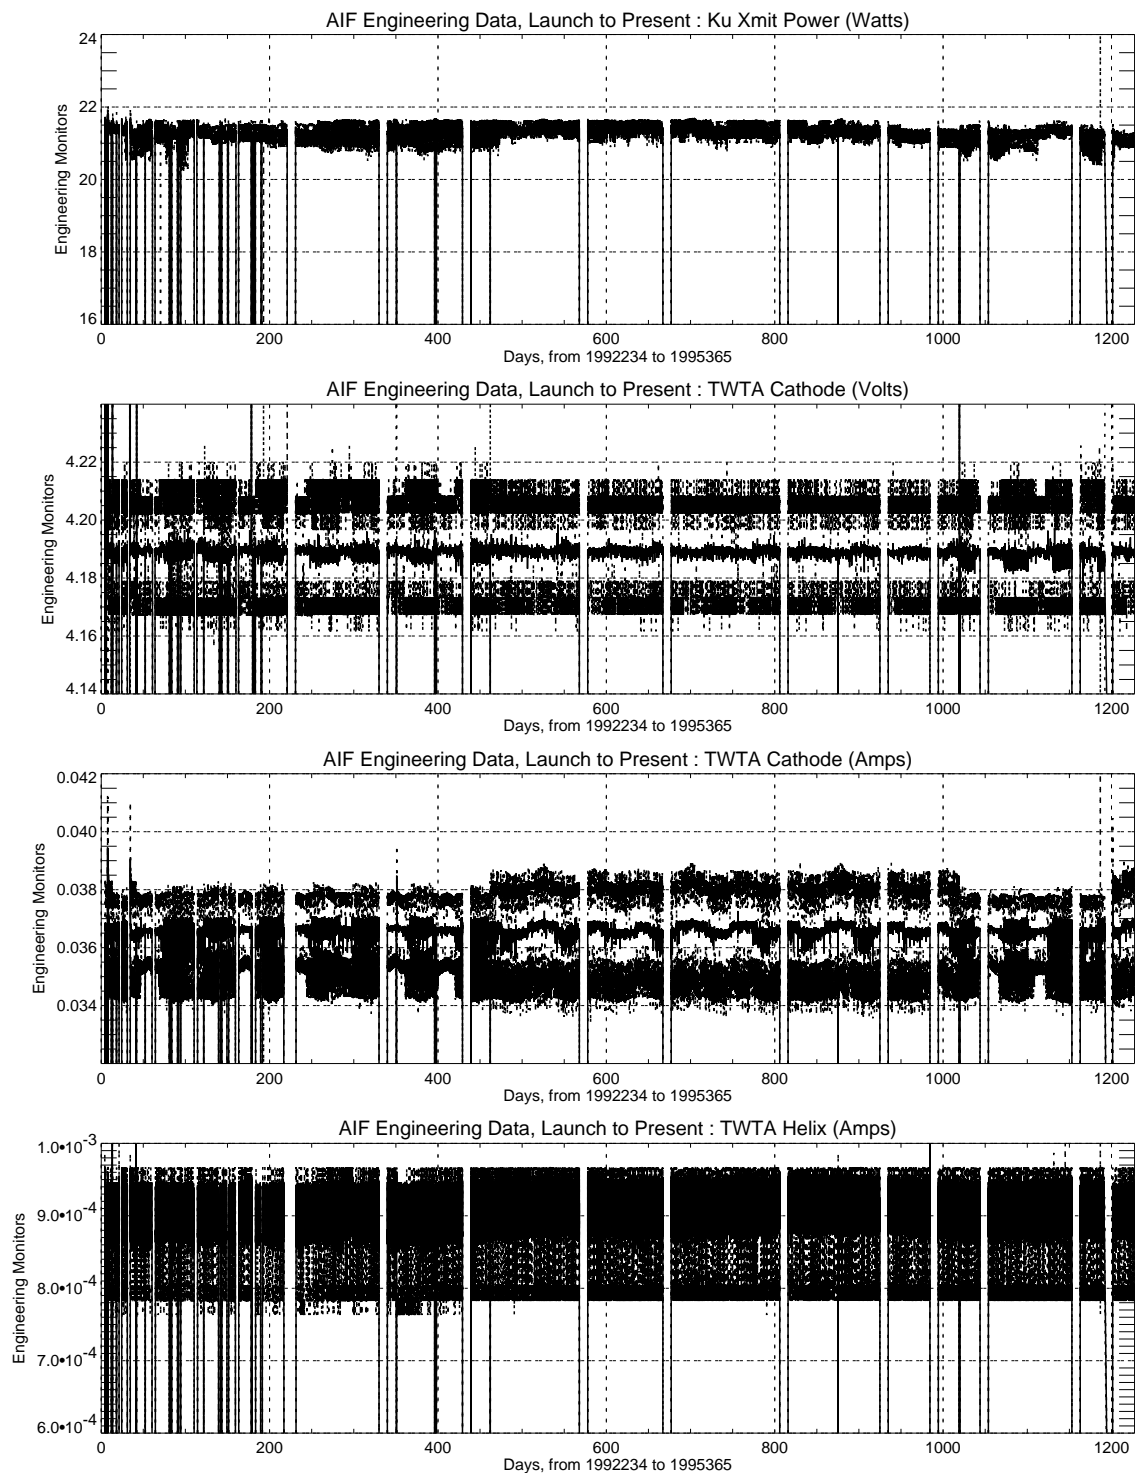 AIF Engineering Data, Launch to Present : Ku Xmit Power (Watts)
24
22
20
18
16
Engineering Monitors
0 200 400 600 800 1000 1200
Days, from 1992234 to 1995365
AIF Engineering Data, Launch to Present : TWTA Cathode (Volts)
4.22
4.20
4.18
4.16
4.14
Engineering Monitors
0 200 400 600 800 1000 1200
Days, from 1992234 to 1995365
AIF Engineering Data, Launch to Present : TWTA Cathode (Amps)
0.042
0.040
0.038
0.036
0.034
Engineering Monitors
0 200 400 600 800 1000 1200
Days, from 1992234 to 1995365
AIF Engineering Data, Launch to Present : TWTA Helix (Amps)
1.0•10⁻³
9.0•10⁻⁴
8.0•10⁻⁴
7.0•10⁻⁴
6.0•10⁻⁴
Engineering Monitors
0 200 400 600 800 1000 1200
Days, from 1992234 to 1995365